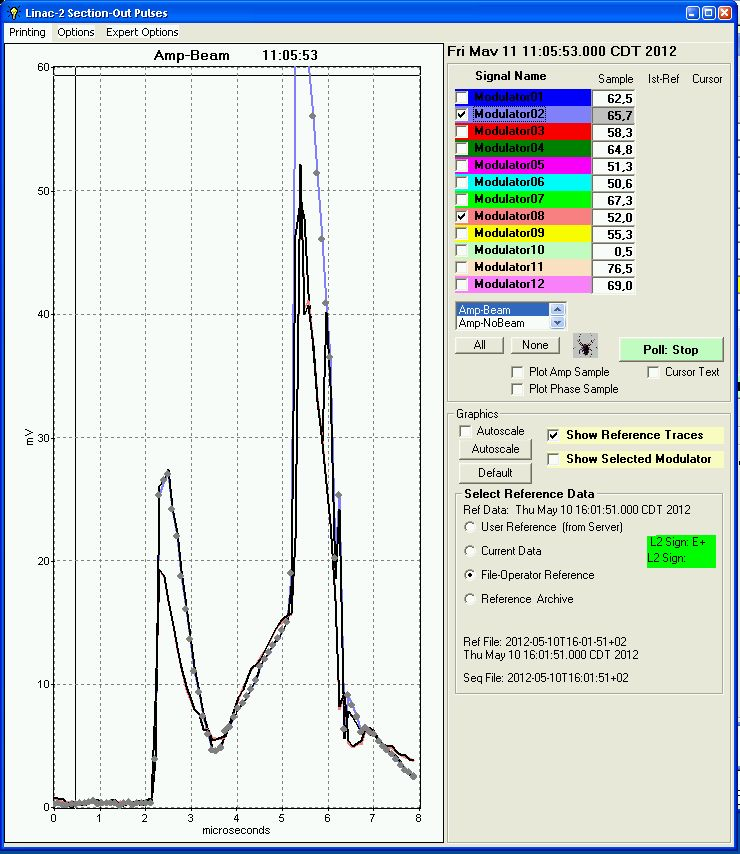 Linac-2 Section-Out Pulses
Printing Options Expert Options
Amp-Beam 11:05:53
60
50
40
30
20
10
0
mV
0 1 2 3 4 5 6 7 8
microseconds
Fri May 11 11:05:53.000 CDT 2012
Signal Name Sample Ist-Ref Cursor
Modulator01 62,5
Modulator02 65,7
Modulator03 58,3
Modulator04 64,8
Modulator05 51,3
Modulator06 50,6
Modulator07 67,3
Modulator08 52,0
Modulator09 55,3
Modulator10 0,5
Modulator11 76,5
Modulator12 69,0
Amp-Beam
Amp-NoBeam
All None Poll: Stop
Plot Amp Sample Cursor Text
Plot Phase Sample
Graphics
Autoscale Show Reference Traces
Autoscale
Show Selected Modulator
Default
Select Reference Data
Ref Data: Thu May 10 16:01:51.000 CDT 2012
User Reference (from Server)
L2 Sign: E+
Current Data
L2 Sign:
File-Operator Reference
Reference Archive
Ref File: 2012-05-10T16-01-51+02
Thu May 10 16:01:51.000 CDT 2012
Seq File: 2012-05-10T16:01:51+02